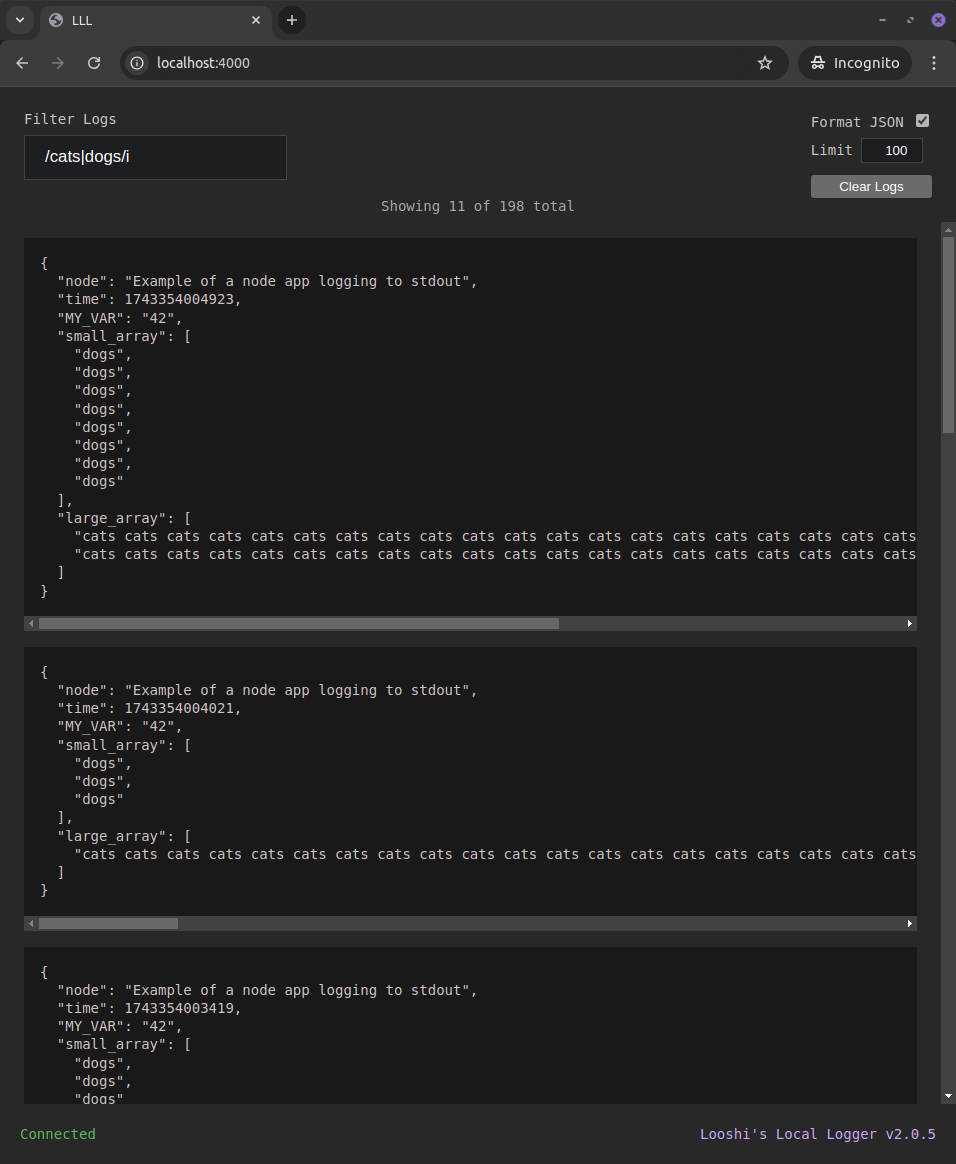 LLL
localhost:4000
Incognito
Filter Logs
/cats|dogs/i
Format JSON
Limit 100
Clear Logs
Showing 11 of 198 total
{
  "node": "Example of a node app logging to stdout",
  "time": 1743354004923,
  "MY_VAR": "42",
  "small_array": [
    "dogs",
    "dogs",
    "dogs",
    "dogs",
    "dogs",
    "dogs",
    "dogs",
    "dogs"
  ],
  "large_array": [
    "cats cats cats cats cats cats cats cats cats cats cats cats cats cats cats cats cats cats cats cats
    "cats cats cats cats cats cats cats cats cats cats cats cats cats cats cats cats cats cats cats cats
  ]
}
{
  "node": "Example of a node app logging to stdout",
  "time": 1743354004021,
  "MY_VAR": "42",
  "small_array": [
    "dogs",
    "dogs",
    "dogs"
  ],
  "large_array": [
    "cats cats cats cats cats cats cats cats cats cats cats cats cats cats cats cats cats cats cats cats
  ]
}
{
  "node": "Example of a node app logging to stdout",
  "time": 1743354003419,
  "MY_VAR": "42",
  "small_array": [
    "dogs",
    "dogs",
    "dogs"
Connected
Looshi's Local Logger v2.0.5